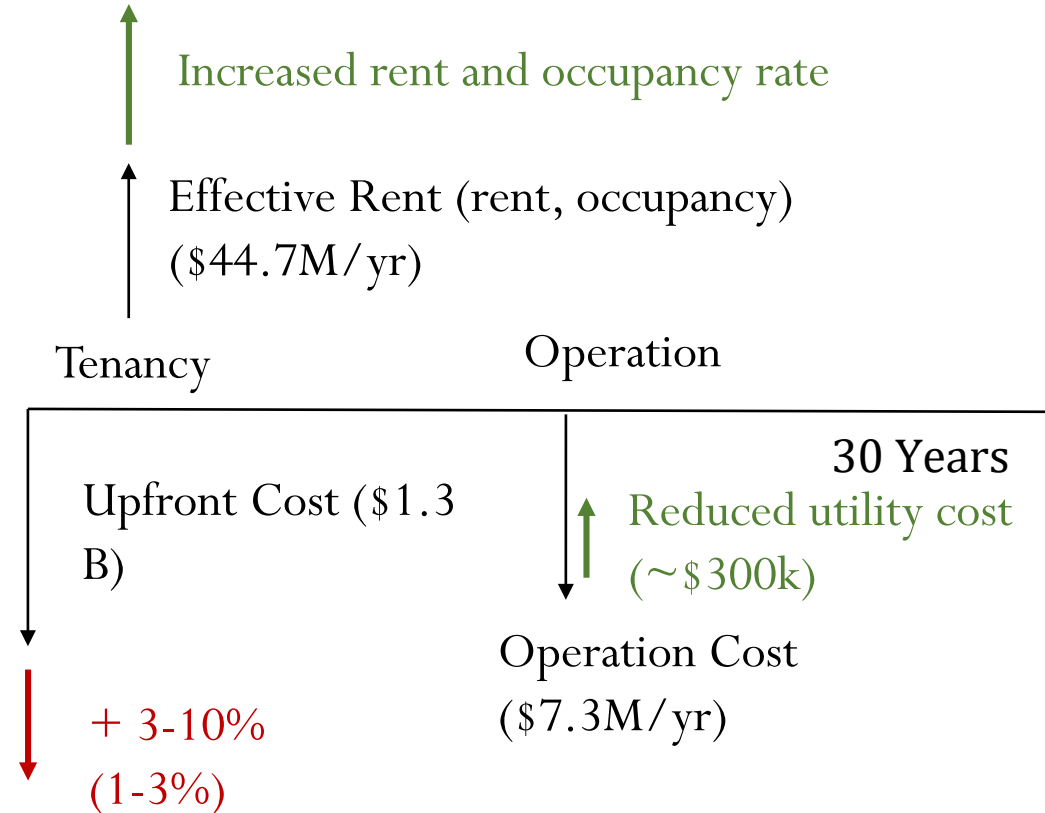 Increased rent and occupancy rate
Effective Rent (rent, occupancy)
($44.7M/yr)
Tenancy
Operation
30 Years
Upfront Cost ($1.3
B)
Reduced utility cost
(~$300k)
Operation Cost
($7.3M/yr)
+ 3-10%
(1-3%)